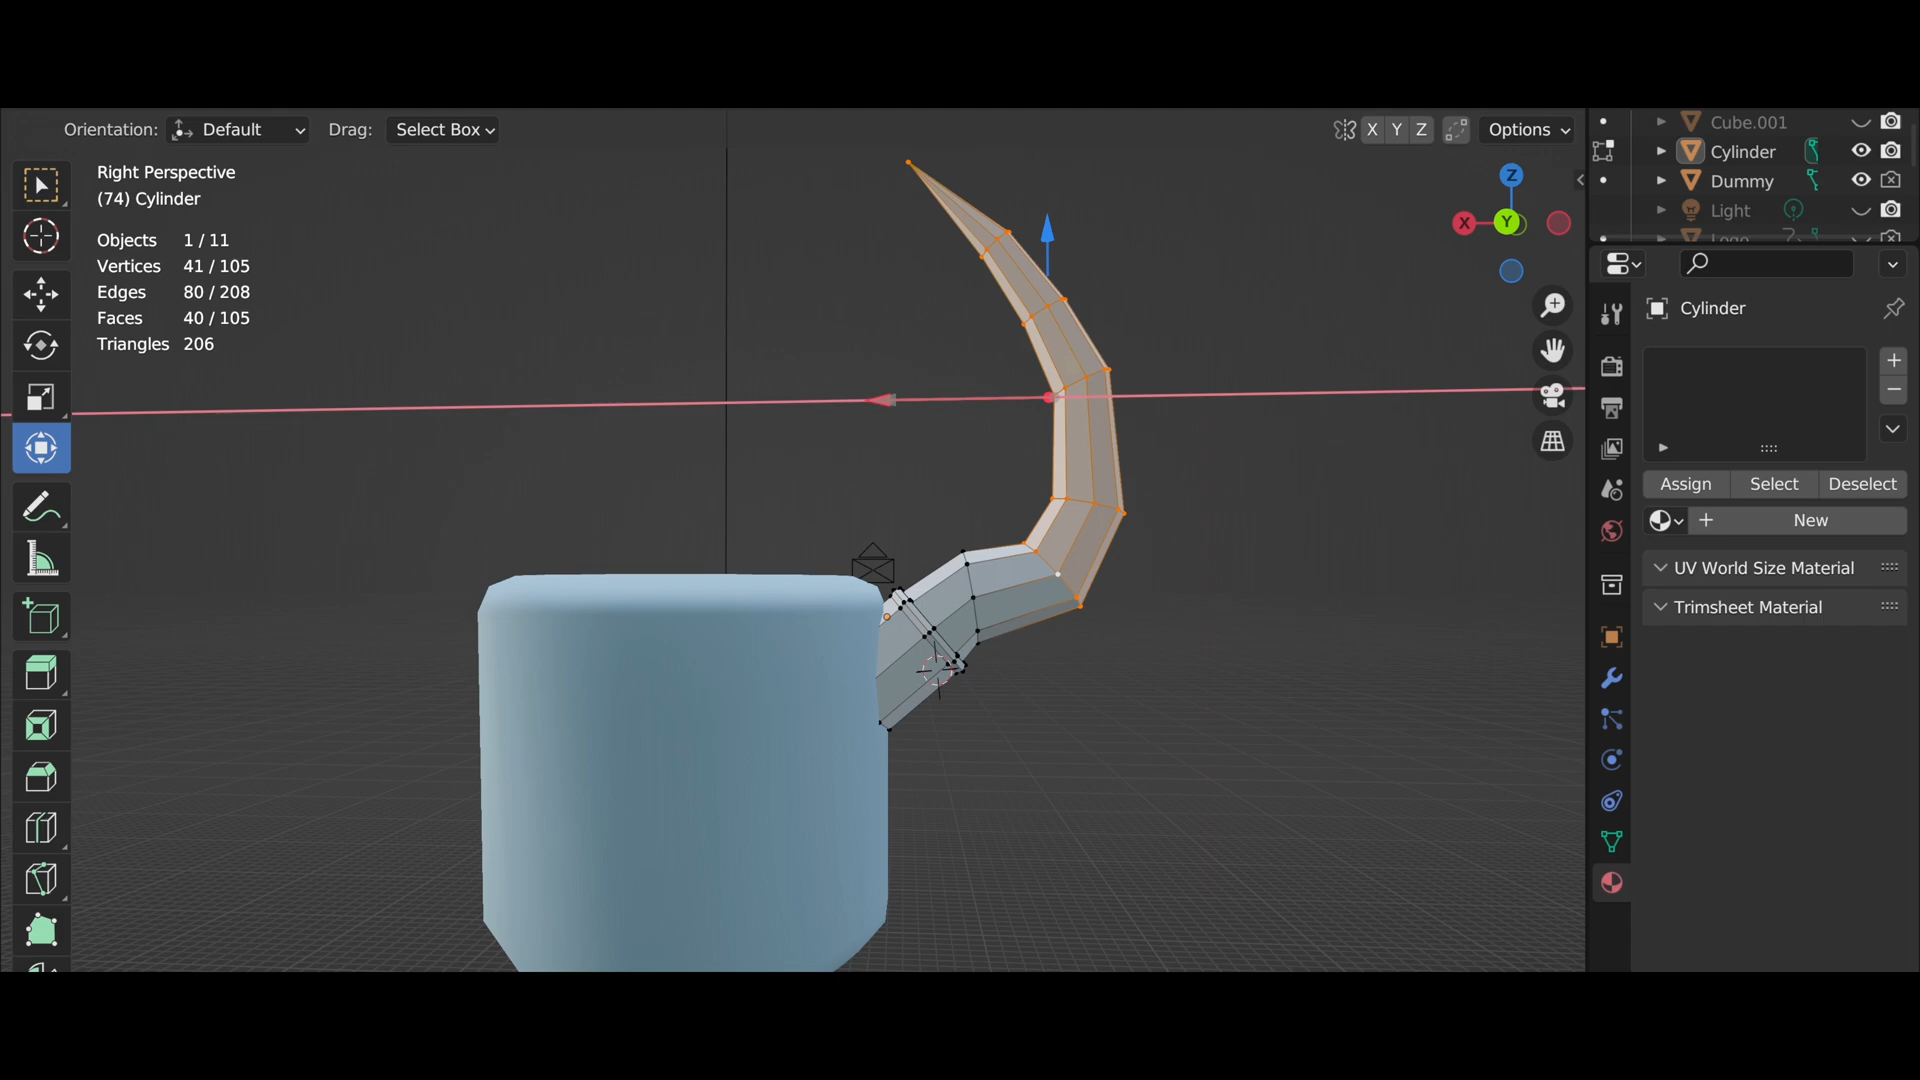 Orientation: Default Drag: Select Box
X Y Z Options
Right Perspective
(74) Cylinder
Objects 1 / 11
Vertices 41 / 105
Edges 80 / 208
Faces 40 / 105
Triangles 206
Z
X
Y
Cube.001
Cylinder
Dummy
Light
Logo
Cylinder
Assign Select Deselect
New
UV World Size Material
Trimsheet Material